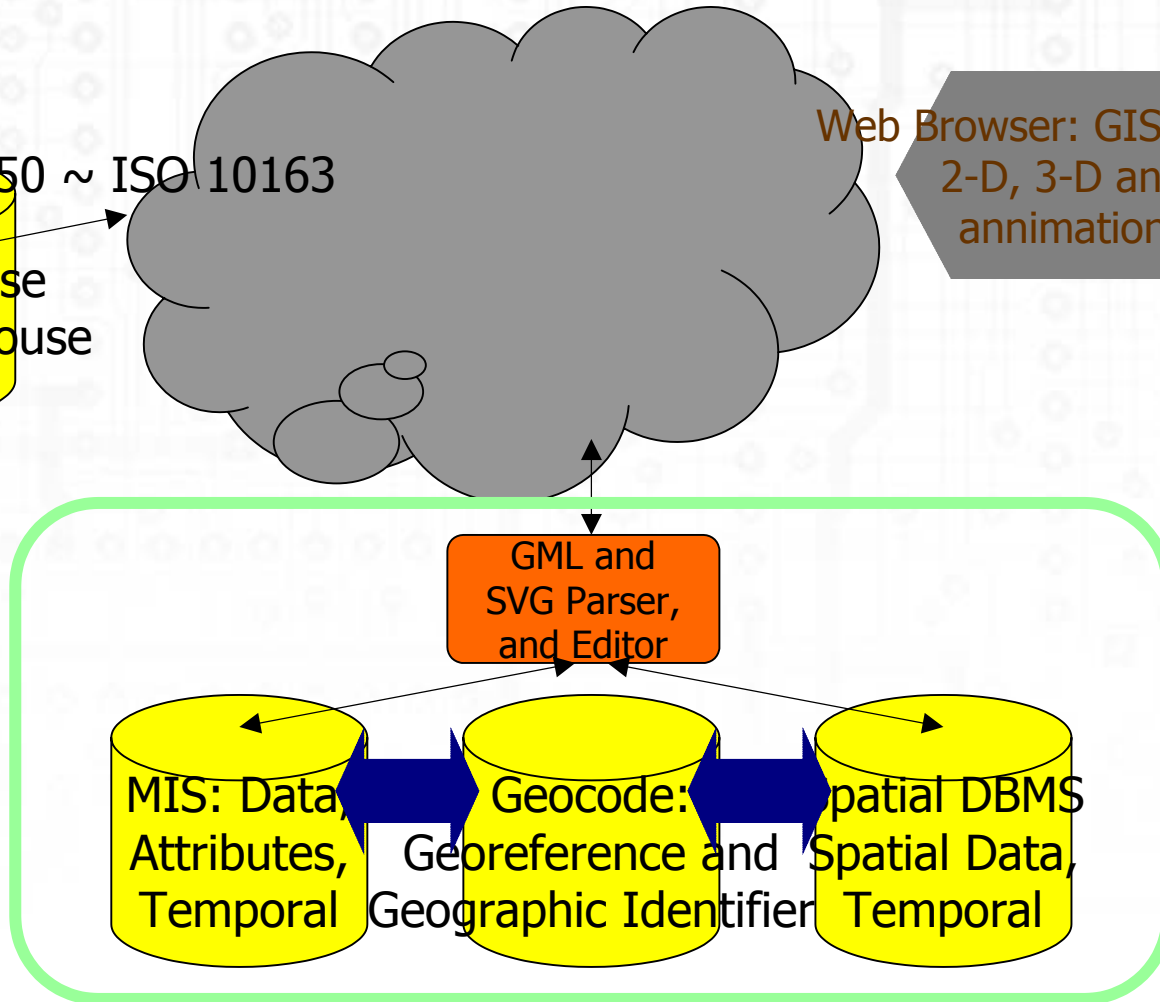 50 ~ ISO 10163
se
ouse
Web Browser: GIS
2-D, 3-D an
annimation
GML and
SVG Parser,
and Editor
MIS: Data,
Attributes,
Temporal
Geocode:
Georeference and
Geographic Identifier
patial DBMS
Spatial Data,
Temporal